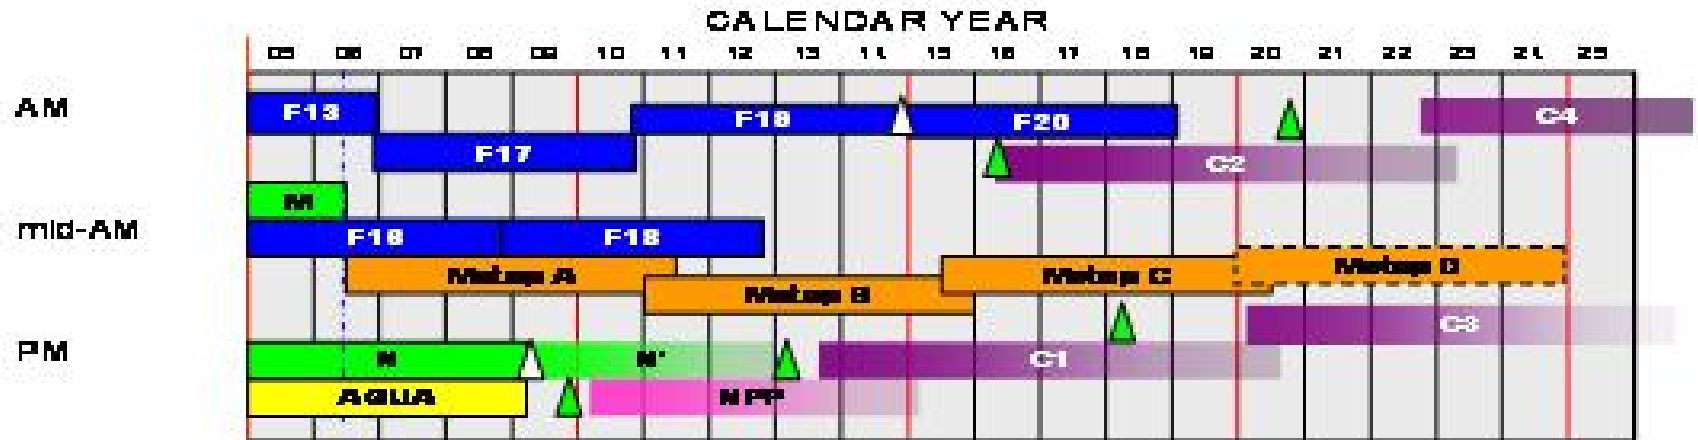 CALENDAR YEAR
05 06 07 08 09 10 11 12 13 14 15 16 17 18 19 20 21 22 23 24 25
AM
F13
F19
F20
C4
F17
C2
M
mid-AM
F16
F18
Metop A
Metop B
Metop C
Metop D
C3
PM
N
N'
C1
AQUA
NPP